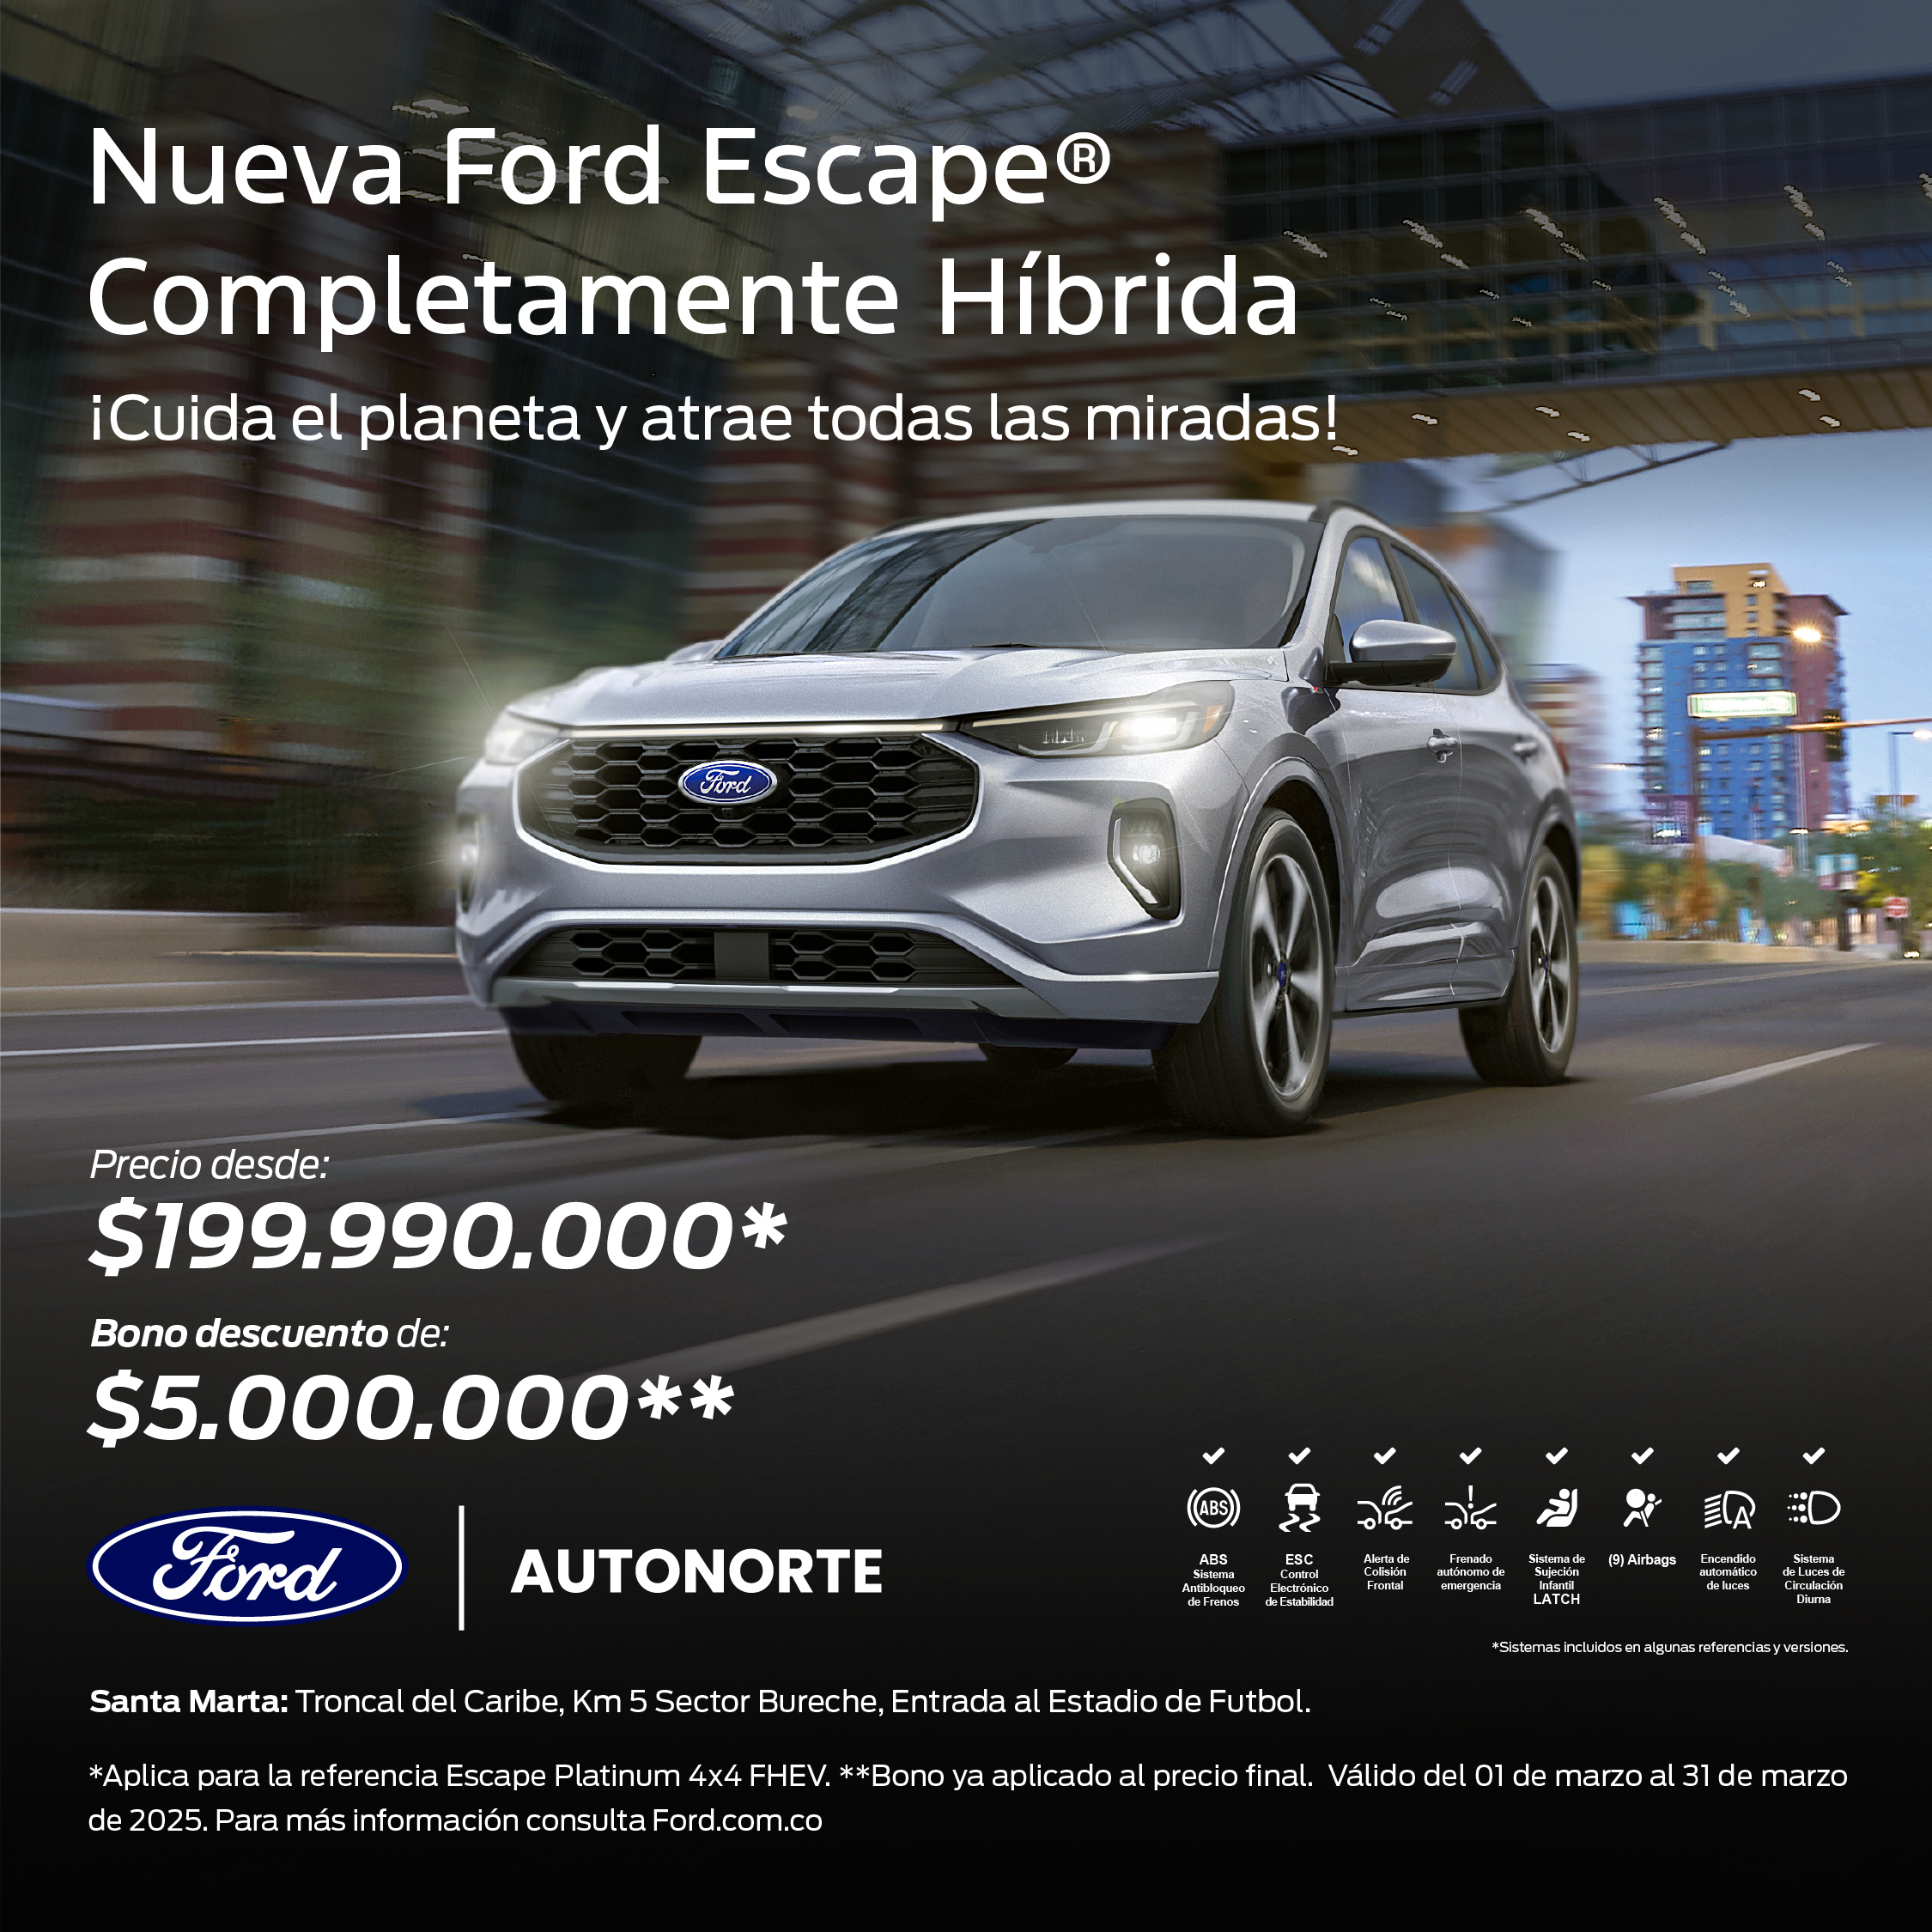 Nueva Ford Escape®
Completamente Híbrida
¡Cuida el planeta y atrae todas las miradas!
Ford
Precio desde:
$199.990.000*
Bono descuento de:
$5.000.000**
Ford
AUTONORTE
ABS
ABS
Sistema
Antibloqueo
de Frenos
ESC
Control
Electrónico
de Estabilidad
Alerta de
Colisión
Frontal
Frenado
autónomo de
emergencia
Sistema de
Sujeción
Infantil
LATCH
(9) Airbags
A
Encendido
automático
de luces
Sistema
de Luces de
Circulación
Diurna
*Sistemas incluidos en algunas referencias y versiones.
Santa Marta: Troncal del Caribe, Km 5 Sector Bureche, Entrada al Estadio de Futbol.
*Aplica para la referencia Escape Platinum 4x4 FHEV. **Bono ya aplicado al precio final. Válido del 01 de marzo al 31 de marzo
de 2025. Para más información consulta Ford.com.co